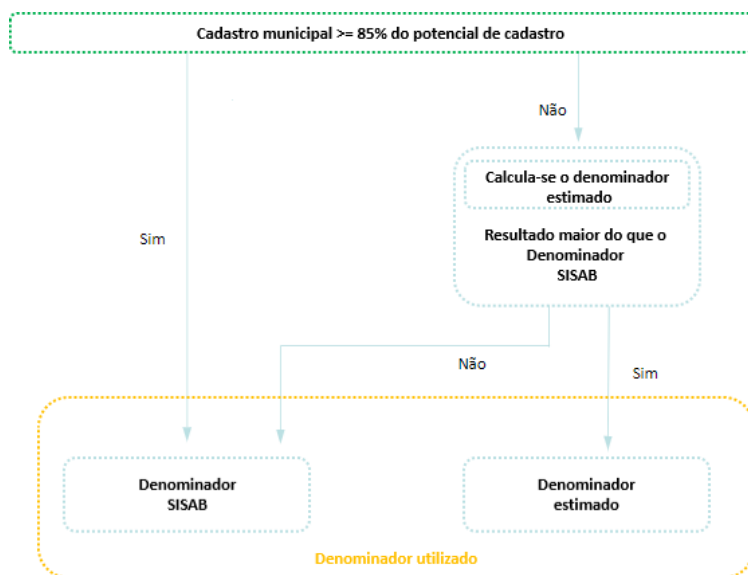 Cadastro municipal >= 85% do potencial de cadastro
Não
Calcula-se o denominador
estimado
Resultado maior do que o
Denominador
SISAB
Sim
Não
Sim
Denominador
SISAB
Denominador
estimado
Denominador utilizado